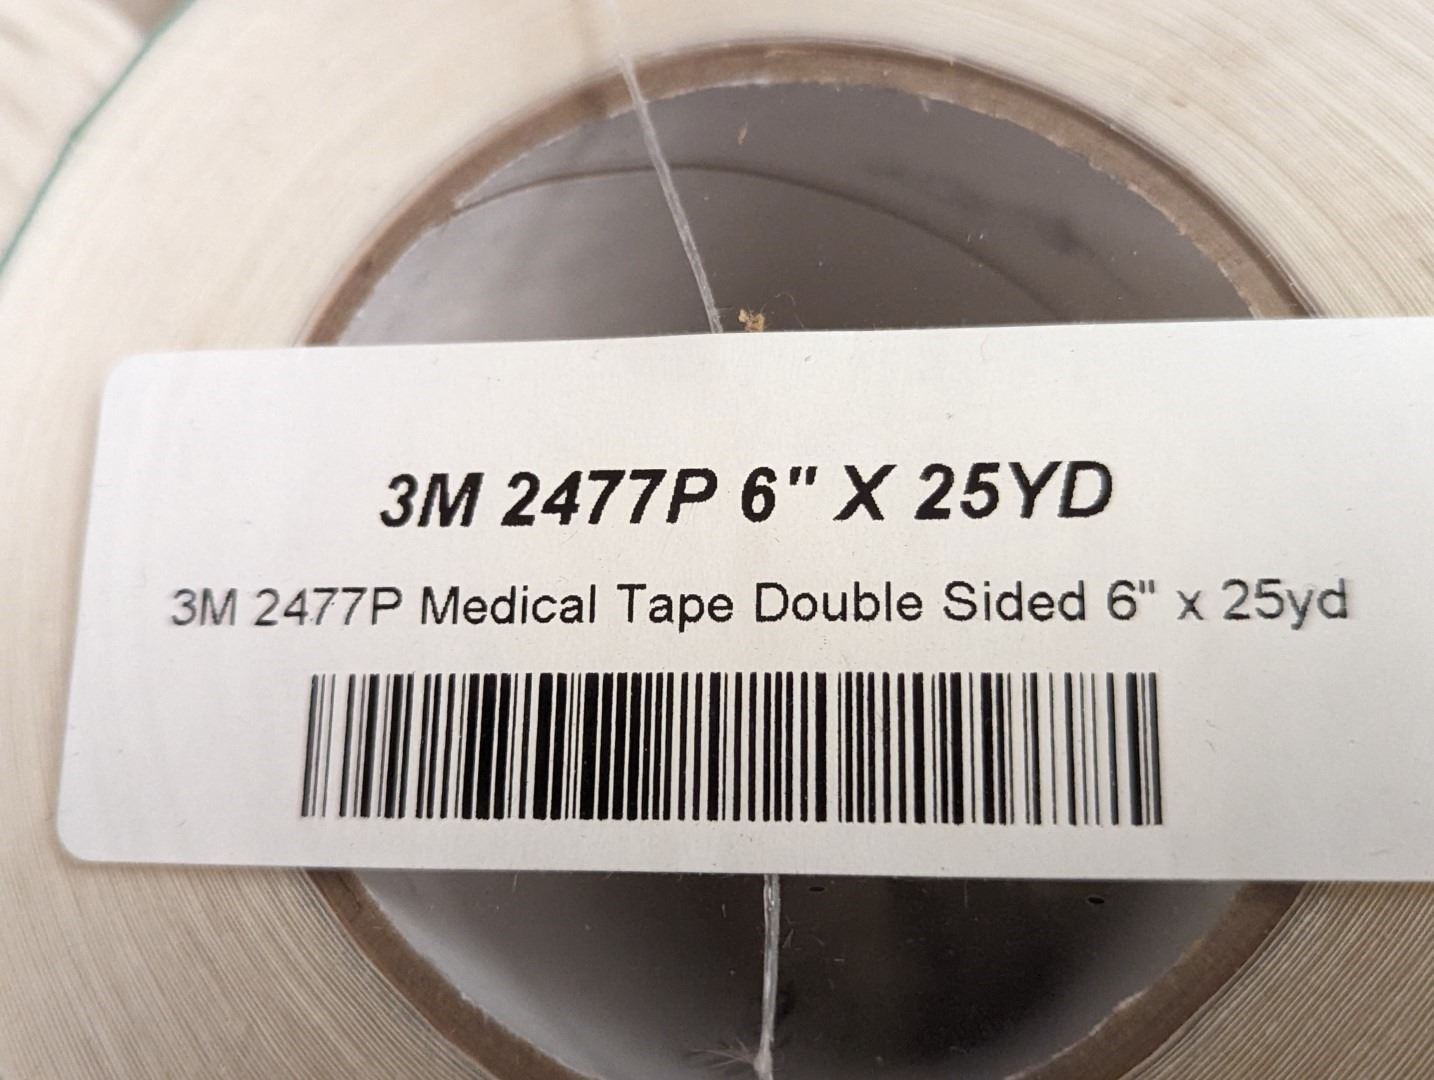 3M 2477P 6" X 25YD
3M 2477P Medical Tape Double Sided 6" x 25yd